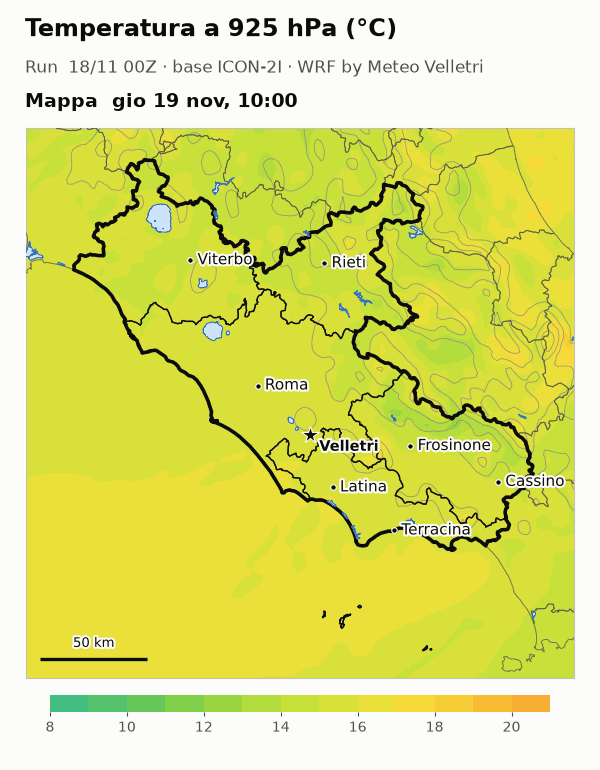 Temperatura a 925 hPa (°C)
Run  18/11 00Z · base ICON-2I · WRF by Meteo Velletri
Mappa  gio 19 nov, 10:00
Viterbo
Rieti
Roma
Velletri
Frosinone
Cassino
Latina
Terracina
50 km
8 10 12 14 16 18 20